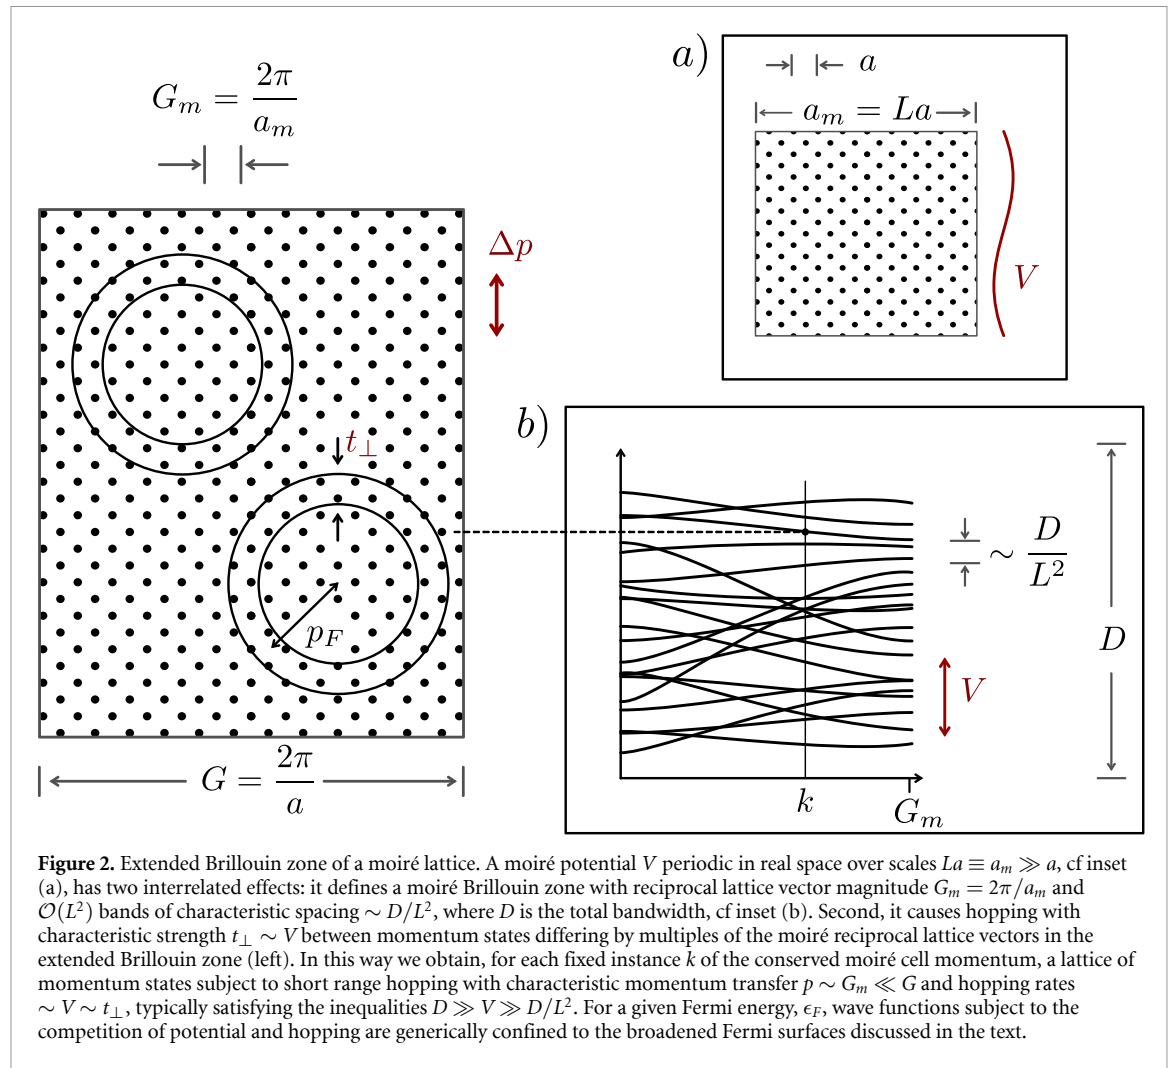 G_m = 2π/a_m
Δp
t_⊥
p_F
G = 2π/a
a)
a
a_m = La
V
b)
∼ D/L²
D
V
k
G_m
Figure 2. Extended Brillouin zone of a moiré lattice. A moiré potential V periodic in real space over scales La ≡ a_m ≫ a, cf inset
(a), has two interrelated effects: it defines a moiré Brillouin zone with reciprocal lattice vector magnitude G_m = 2π/a_m and
𝒪(L²) bands of characteristic spacing ∼ D/L², where D is the total bandwidth, cf inset (b). Second, it causes hopping with
characteristic strength t_⊥ ∼ V between momentum states differing by multiples of the moiré reciprocal lattice vectors in the
extended Brillouin zone (left). In this way we obtain, for each fixed instance k of the conserved moiré cell momentum, a lattice of
momentum states subject to short range hopping with characteristic momentum transfer p ∼ G_m ≪ G and hopping rates
∼ V ∼ t_⊥, typically satisfying the inequalities D ≫ V ≫ D/L². For a given Fermi energy, ϵ_F, wave functions subject to the
competition of potential and hopping are generically confined to the broadened Fermi surfaces discussed in the text.